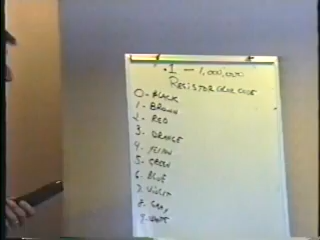 .1 — 1,000,000
RESISTOR COLOR CODE
0- BLACK
1- BROWN
2- RED
3- ORANGE
4. YELLOW
5- GREEN
6. BLUE
7. VIOLET
8. GRAY
9. WHITE